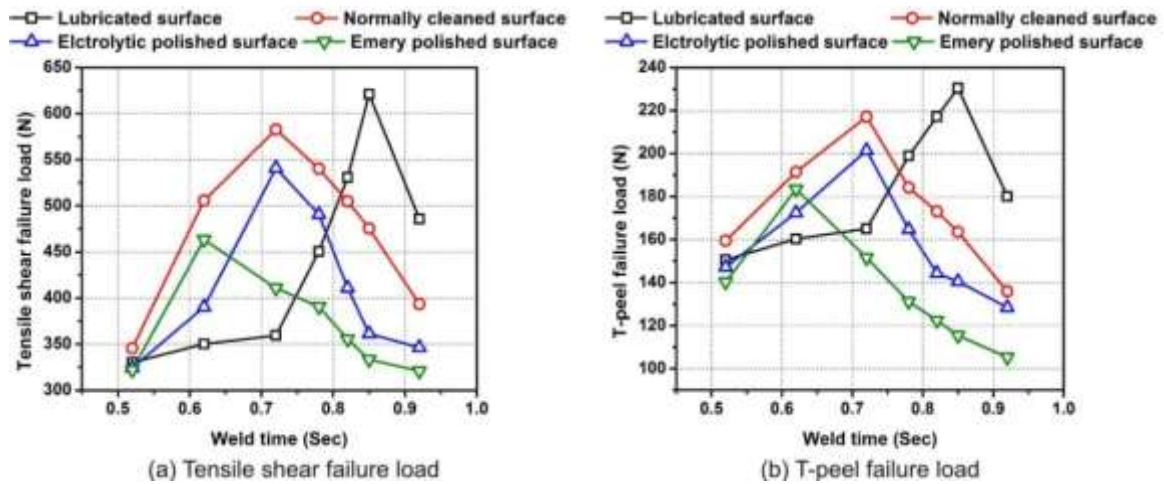 Lubricated surface Normally cleaned surface
Elctrolytic polished surface Emery polished surface
650
600
550
500
450
400
350
300
Tensile shear failure load (N)
0.5 0.6 0.7 0.8 0.9 1.0
Weld time (Sec)
(a) Tensile shear failure load
Lubricated surface Normally cleaned surface
Elctrolytic polished surface Emery polished surface
240
220
200
180
160
140
120
100
T-peel failure load (N)
0.5 0.6 0.7 0.8 0.9 1.0
Weld time (Sec)
(b) T-peel failure load